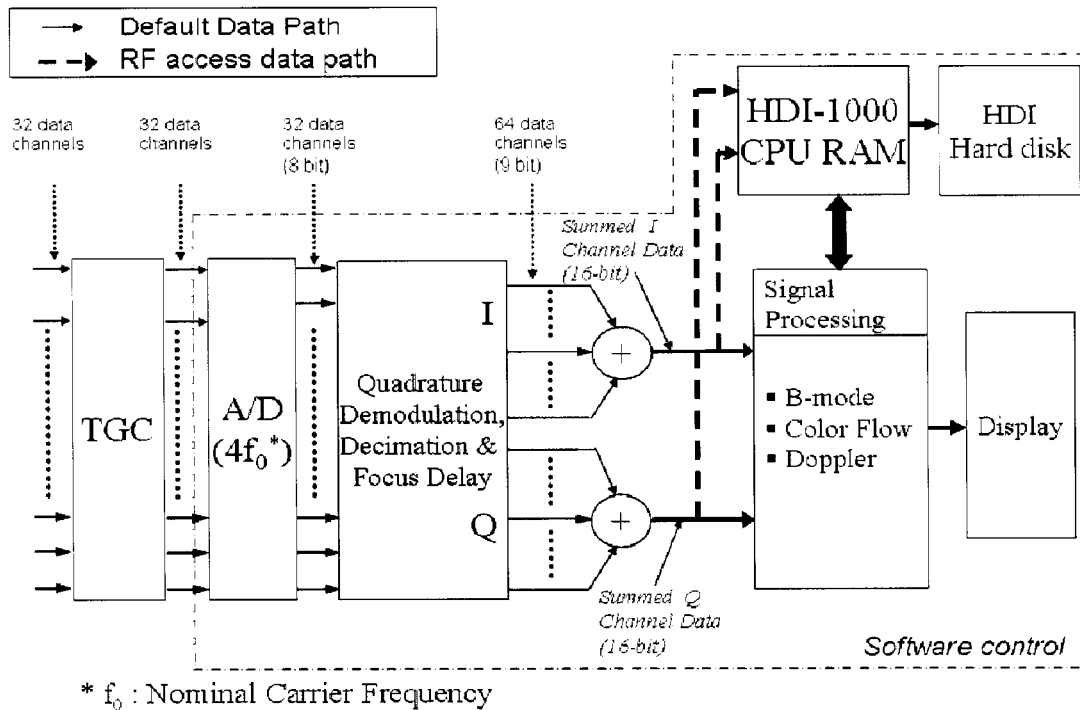 Default Data Path
RF access data path
32 data
channels
32 data
channels
32 data
channels
(8 bit)
64 data
channels
(9 bit)
HDI-1000
CPU RAM
HDI
Hard disk
Summed I
Channel Data
(16-bit)
TGC
A/D
(4f₀*)
I
Quadrature
Demodulation,
Decimation &
Focus Delay
Q
+
+
Signal
Processing
▪ B-mode
▪ Color Flow
▪ Doppler
Display
Summed Q
Channel Data
(16-bit)
Software control
* f₀ : Nominal Carrier Frequency